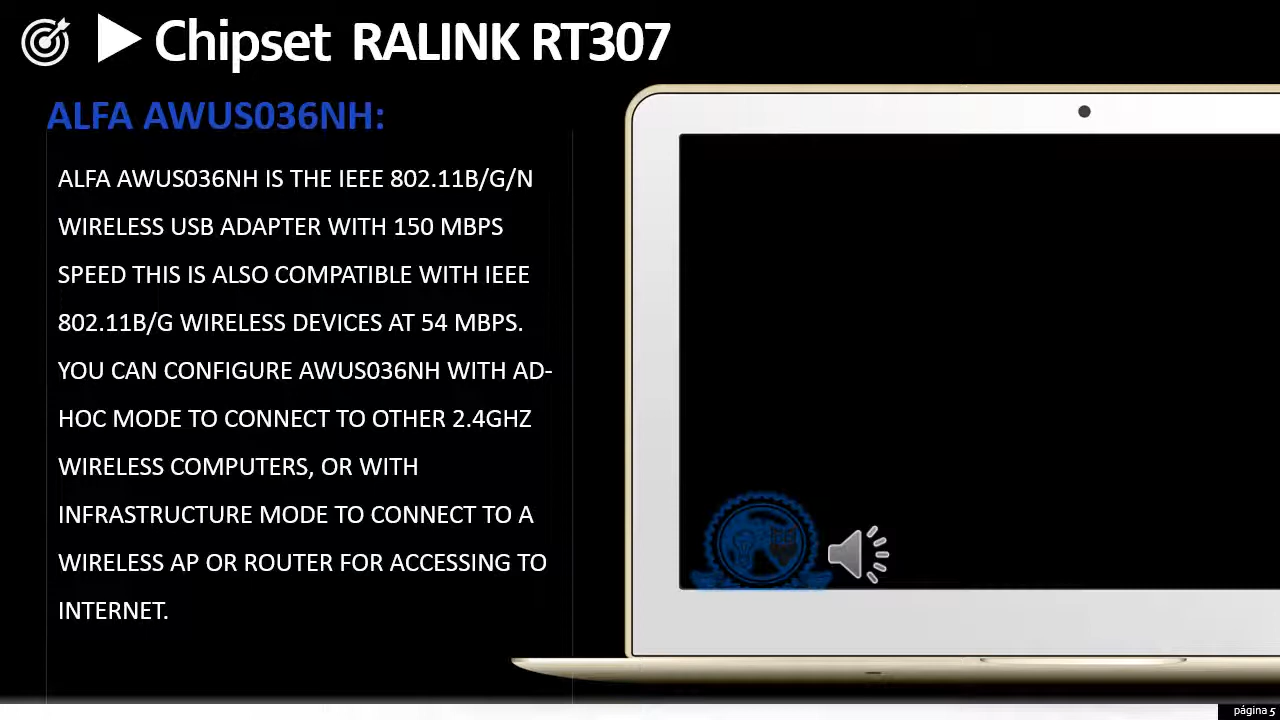 Chipset RALINK RT307
ALFA AWUS036NH:
ALFA AWUS036NH IS THE IEEE 802.11B/G/N
WIRELESS USB ADAPTER WITH 150 MBPS
SPEED THIS IS ALSO COMPATIBLE WITH IEEE
802.11B/G WIRELESS DEVICES AT 54 MBPS.
YOU CAN CONFIGURE AWUS036NH WITH AD-
HOC MODE TO CONNECT TO OTHER 2.4GHZ
WIRELESS COMPUTERS, OR WITH
INFRASTRUCTURE MODE TO CONNECT TO A
WIRELESS AP OR ROUTER FOR ACCESSING TO
INTERNET.
página 5